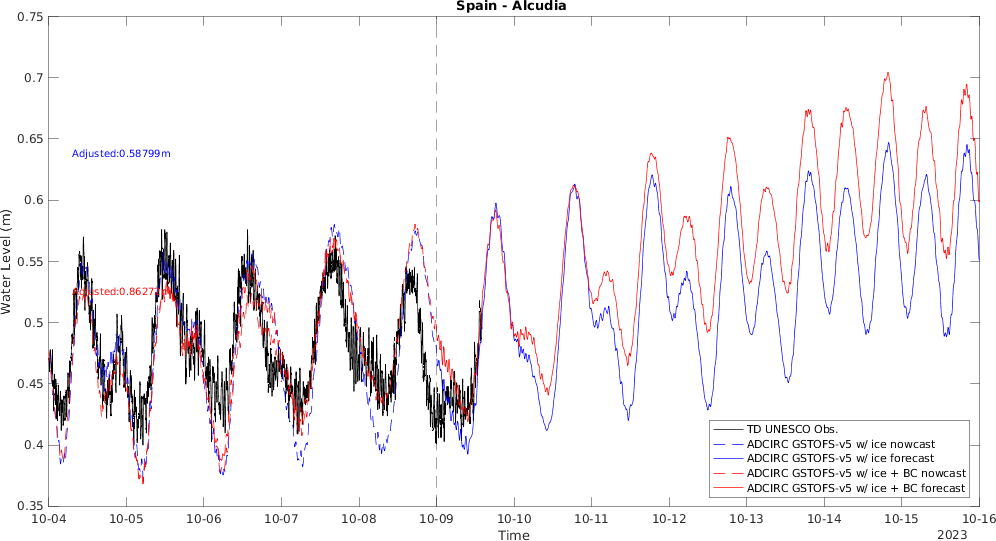 Spain - Alcudia
0.75
0.7
0.65
0.6
0.55
0.5
0.45
0.4
0.35
Water Level (m)
Adjusted:0.58799m
TD UNESCO Obs.
ADCIRC GSTOFS-v5 w/ ice nowcast
ADCIRC GSTOFS-v5 w/ ice forecast
ADCIRC GSTOFS-v5 w/ ice + BC nowcast
ADCIRC GSTOFS-v5 w/ ice + BC forecast
10-04 10-05 10-06 10-07 10-08 10-09 10-10 10-11 10-12 10-13 10-14 10-15 10-16
Time
2023